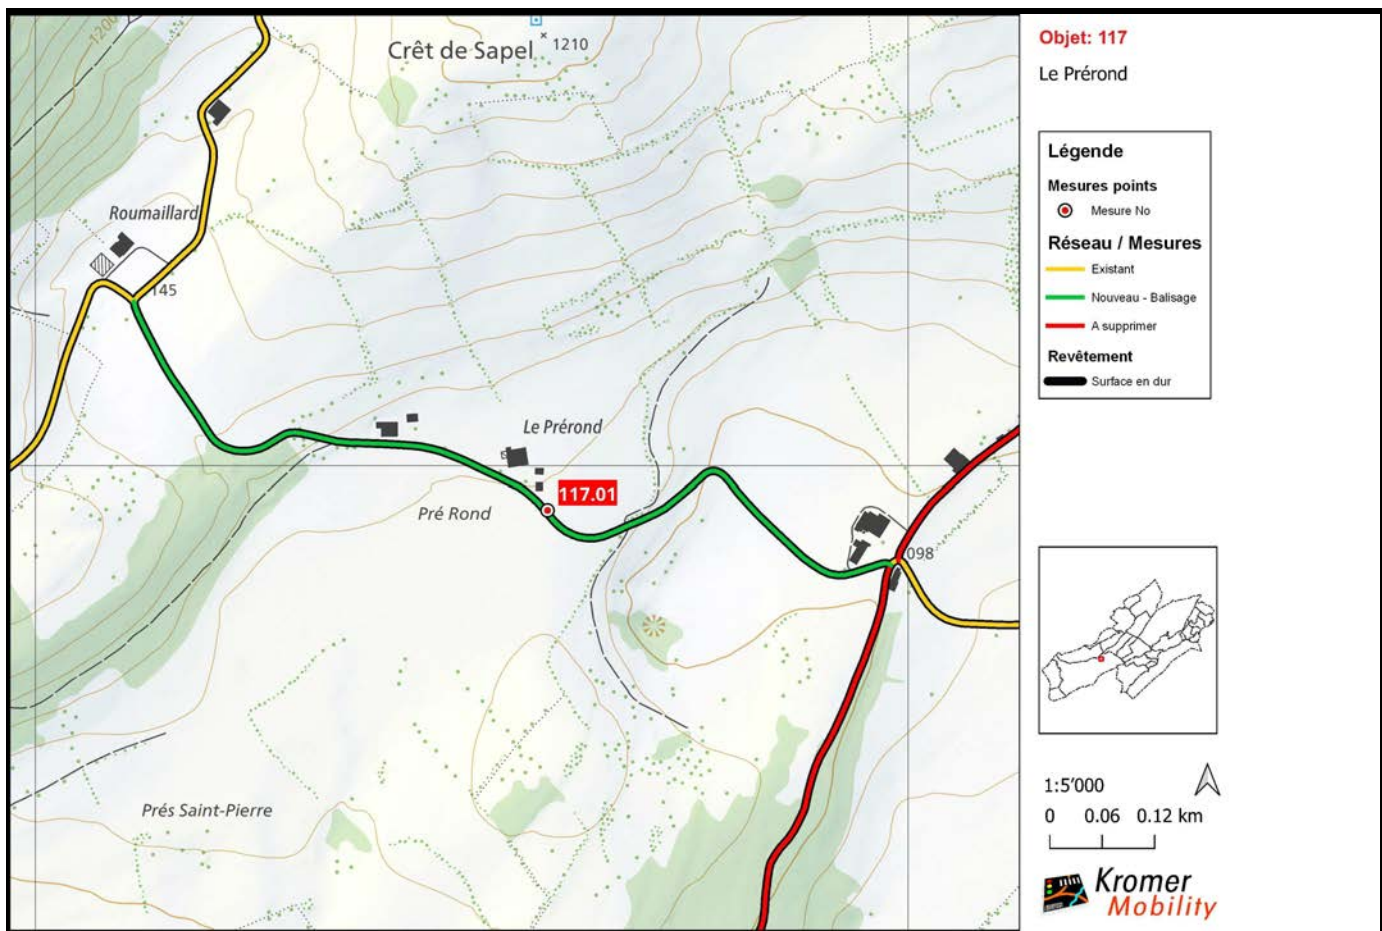 1200
Crêt de Sapel
1210
Roumaillard
145
Le Prérond
117.01
Pré Rond
098
Prés Saint-Pierre
Objet: 117
Le Prérond
Légende
Mesures points
Mesure No
Réseau / Mesures
Existant
Nouveau - Balisage
A supprimer
Revêtement
Surface en dur
1:5'000
0 0.06 0.12 km
Kromer
Mobility